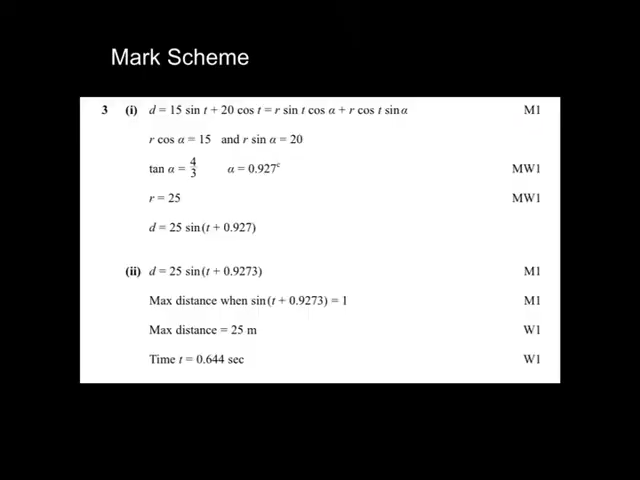 Mark Scheme
3 (i) d = 15 sin t + 20 cos t = r sin t cos α + r cos t sin α M1
r cos α = 15 and r sin α = 20
tan α = 4/3 α = 0.927ᶜ MW1
r = 25 MW1
d = 25 sin(t + 0.927)
(ii) d = 25 sin(t + 0.9273) M1
Max distance when sin(t + 0.9273) = 1 M1
Max distance = 25 m W1
Time t = 0.644 sec W1